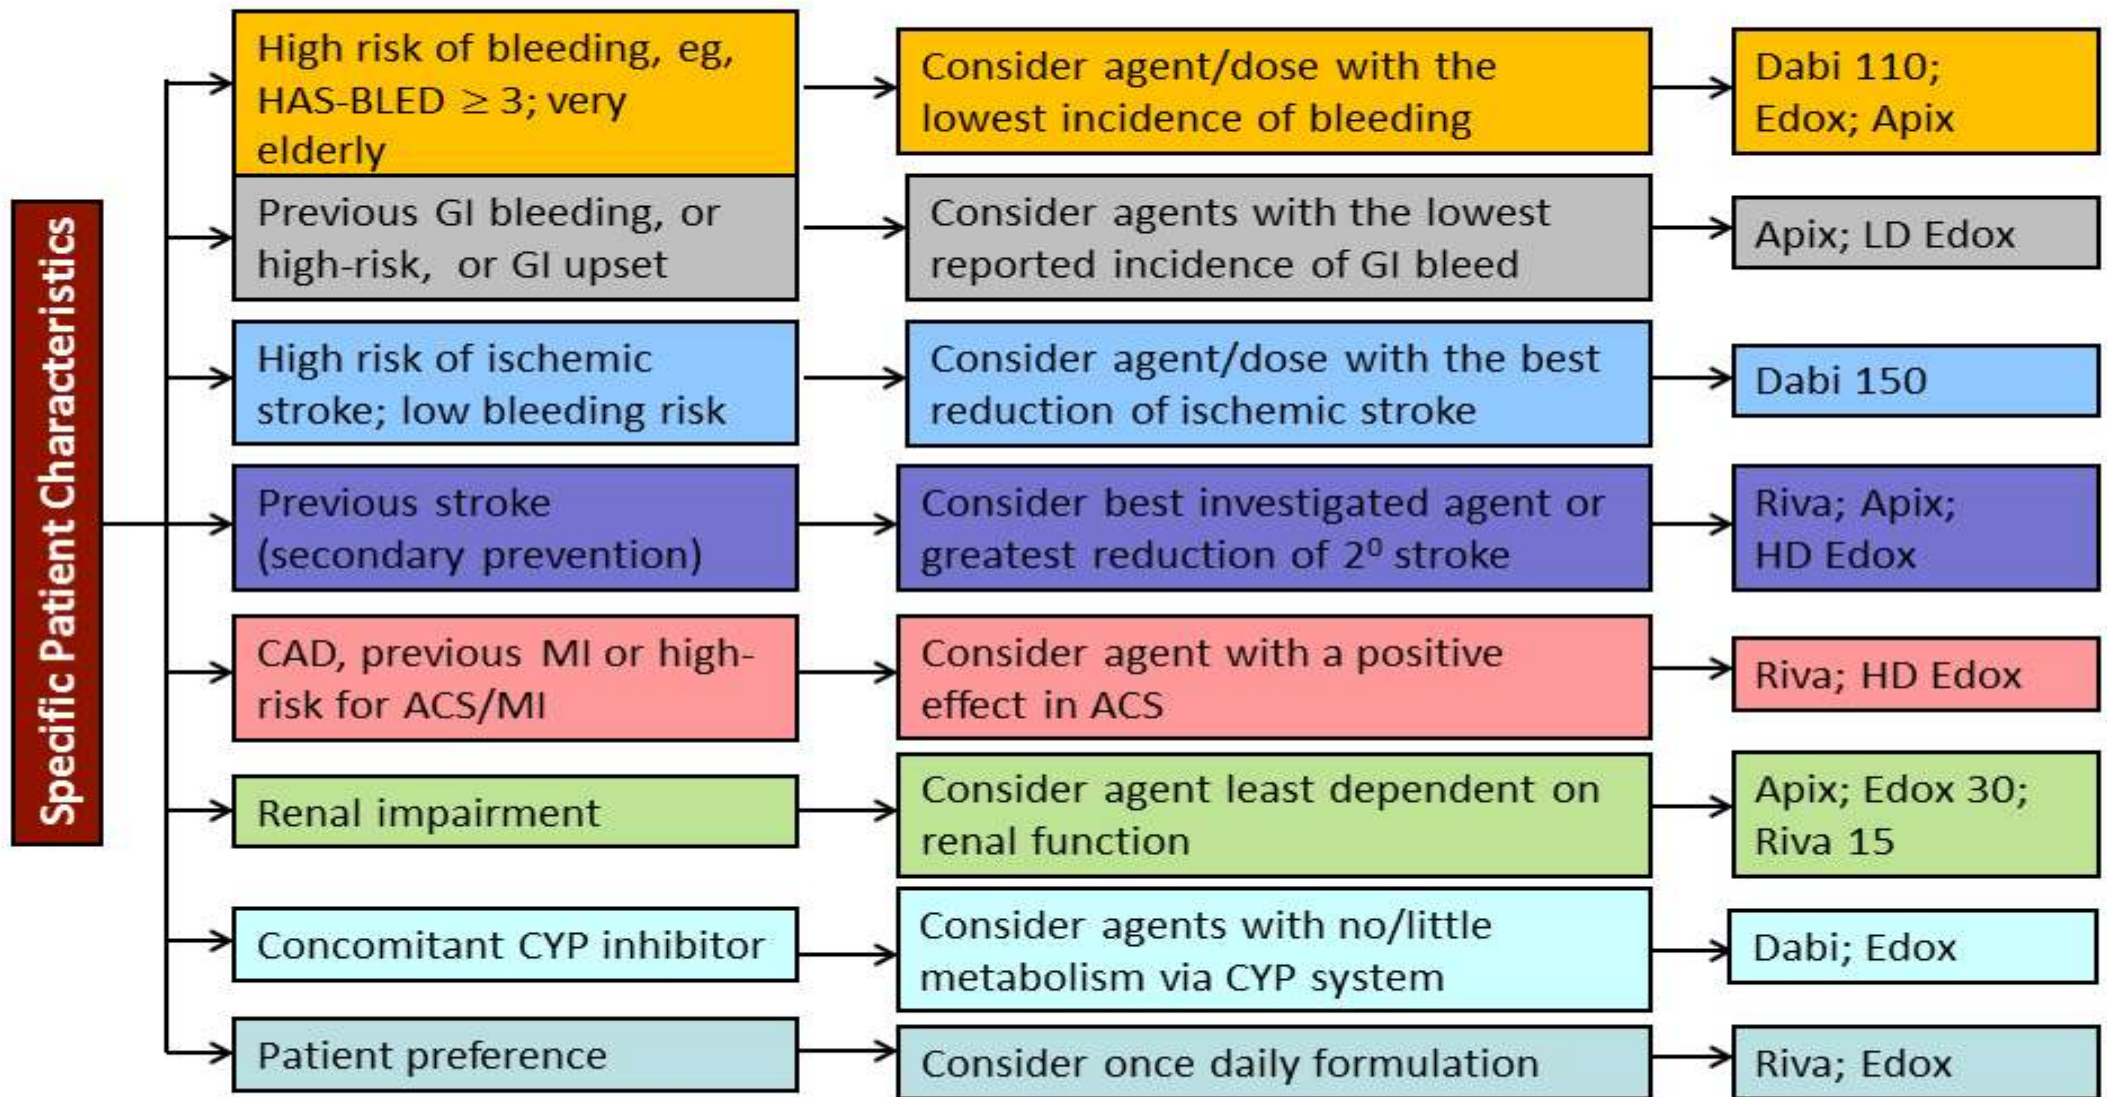 Specific Patient Characteristics
High risk of bleeding, eg,
HAS-BLED ≥ 3; very
elderly
Consider agent/dose with the
lowest incidence of bleeding
Dabi 110;
Edox; Apix
Previous GI bleeding, or
high-risk, or GI upset
Consider agents with the lowest
reported incidence of GI bleed
Apix; LD Edox
High risk of ischemic
stroke; low bleeding risk
Consider agent/dose with the best
reduction of ischemic stroke
Dabi 150
Previous stroke
(secondary prevention)
Consider best investigated agent or
greatest reduction of 2⁰ stroke
Riva; Apix;
HD Edox
CAD, previous MI or high-
risk for ACS/MI
Consider agent with a positive
effect in ACS
Riva; HD Edox
Renal impairment
Consider agent least dependent on
renal function
Apix; Edox 30;
Riva 15
Concomitant CYP inhibitor
Consider agents with no/little
metabolism via CYP system
Dabi; Edox
Patient preference
Consider once daily formulation
Riva; Edox